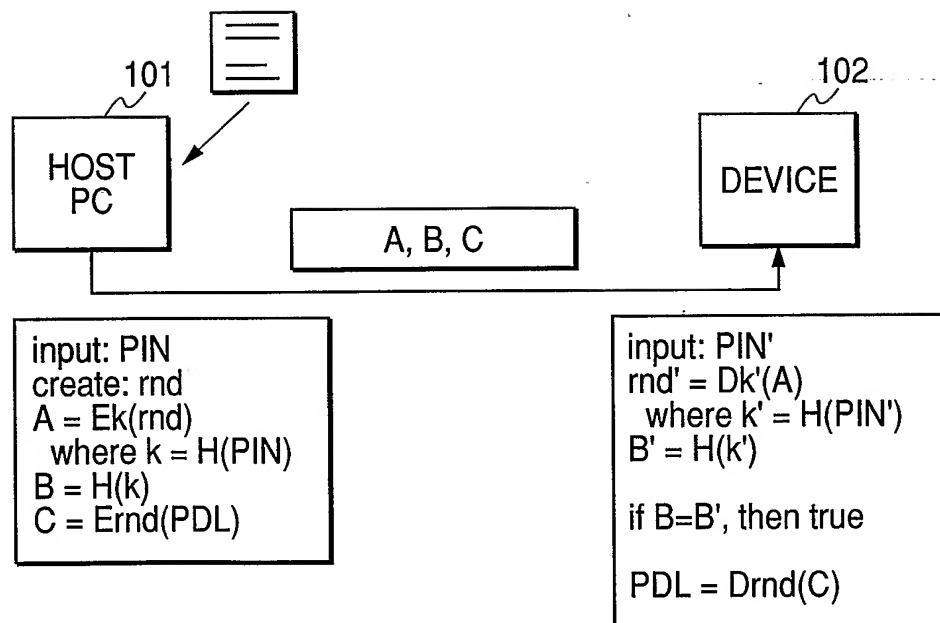 101
102
HOST
PC
DEVICE
A, B, C
input: PIN
create: rnd
A = Ek(rnd)
where k = H(PIN)
B = H(k)
C = Ernd(PDL)
input: PIN'
rnd' = Dk'(A)
where k' = H(PIN')
B' = H(k')
if B=B', then true
PDL = Drnd(C)